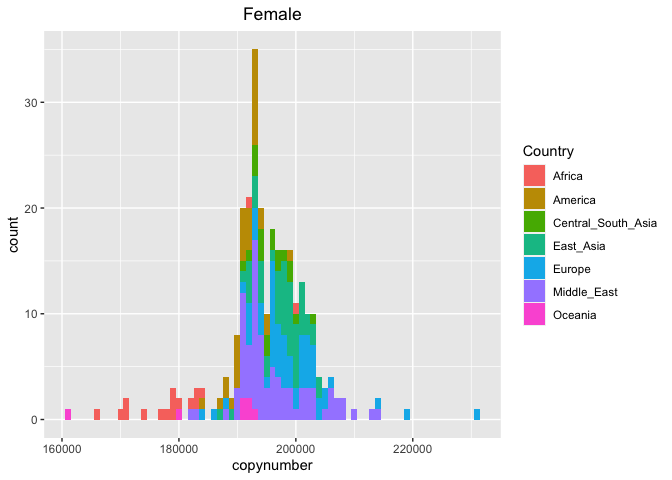 Female
30
20
10
0
count
160000 180000 200000 220000
copynumber
Country
Africa
America
Central_South_Asia
East_Asia
Europe
Middle_East
Oceania